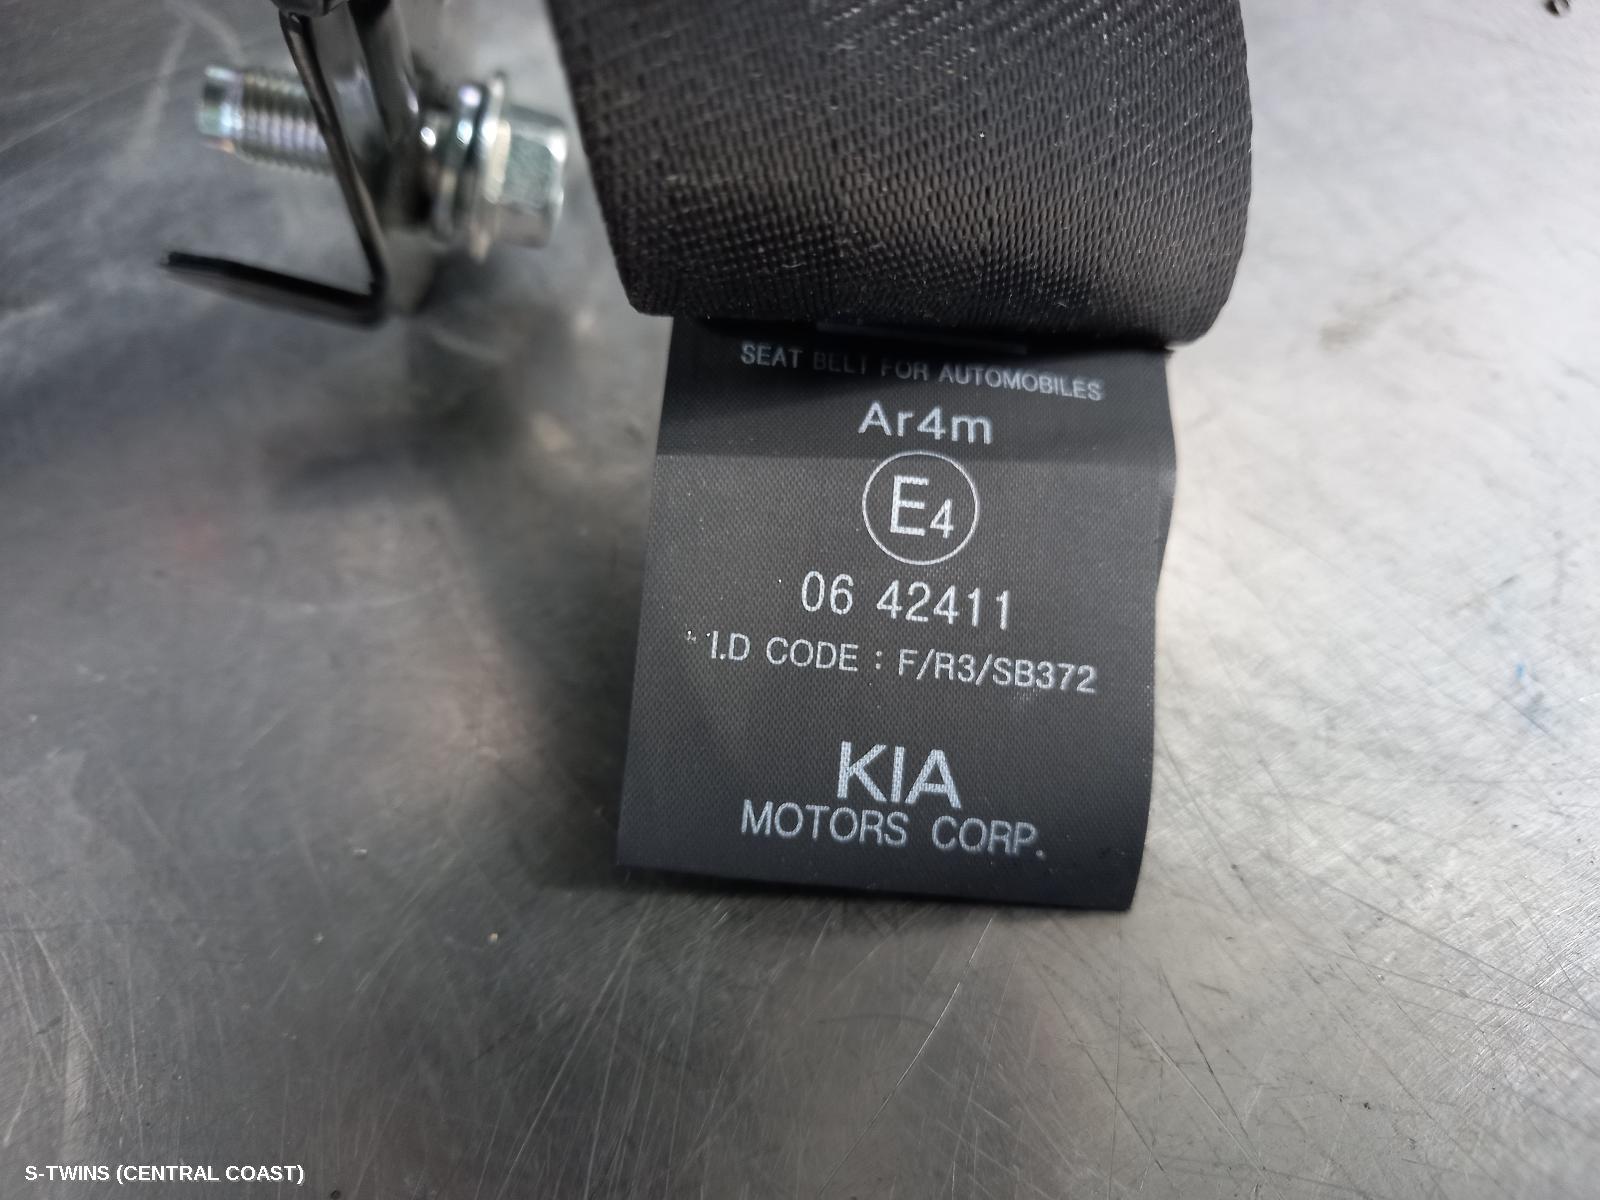 SEAT BELT FOR AUTOMOBILES
Ar4m
E4
06 42411
* I.D CODE : F/R3/SB372
KIA
MOTORS CORP.
S-TWINS (CENTRAL COAST)